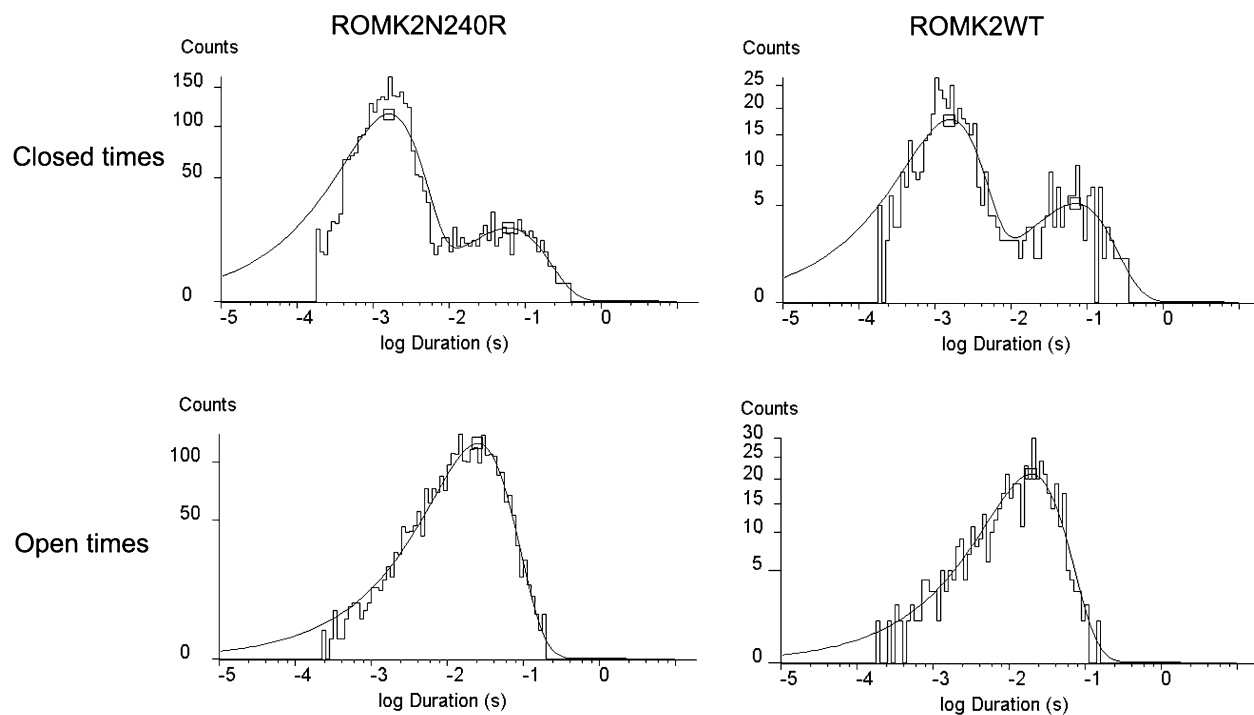 ROMK2N240R
ROMK2WT
Counts
150
100
50
0
-5 -4 -3 -2 -1 0
log Duration (s)
Counts
25
20
15
10
5
0
-5 -4 -3 -2 -1 0
log Duration (s)
Closed times
Counts
100
50
0
-5 -4 -3 -2 -1 0
log Duration (s)
Counts
30
25
20
15
10
5
0
-5 -4 -3 -2 -1 0
log Duration (s)
Open times